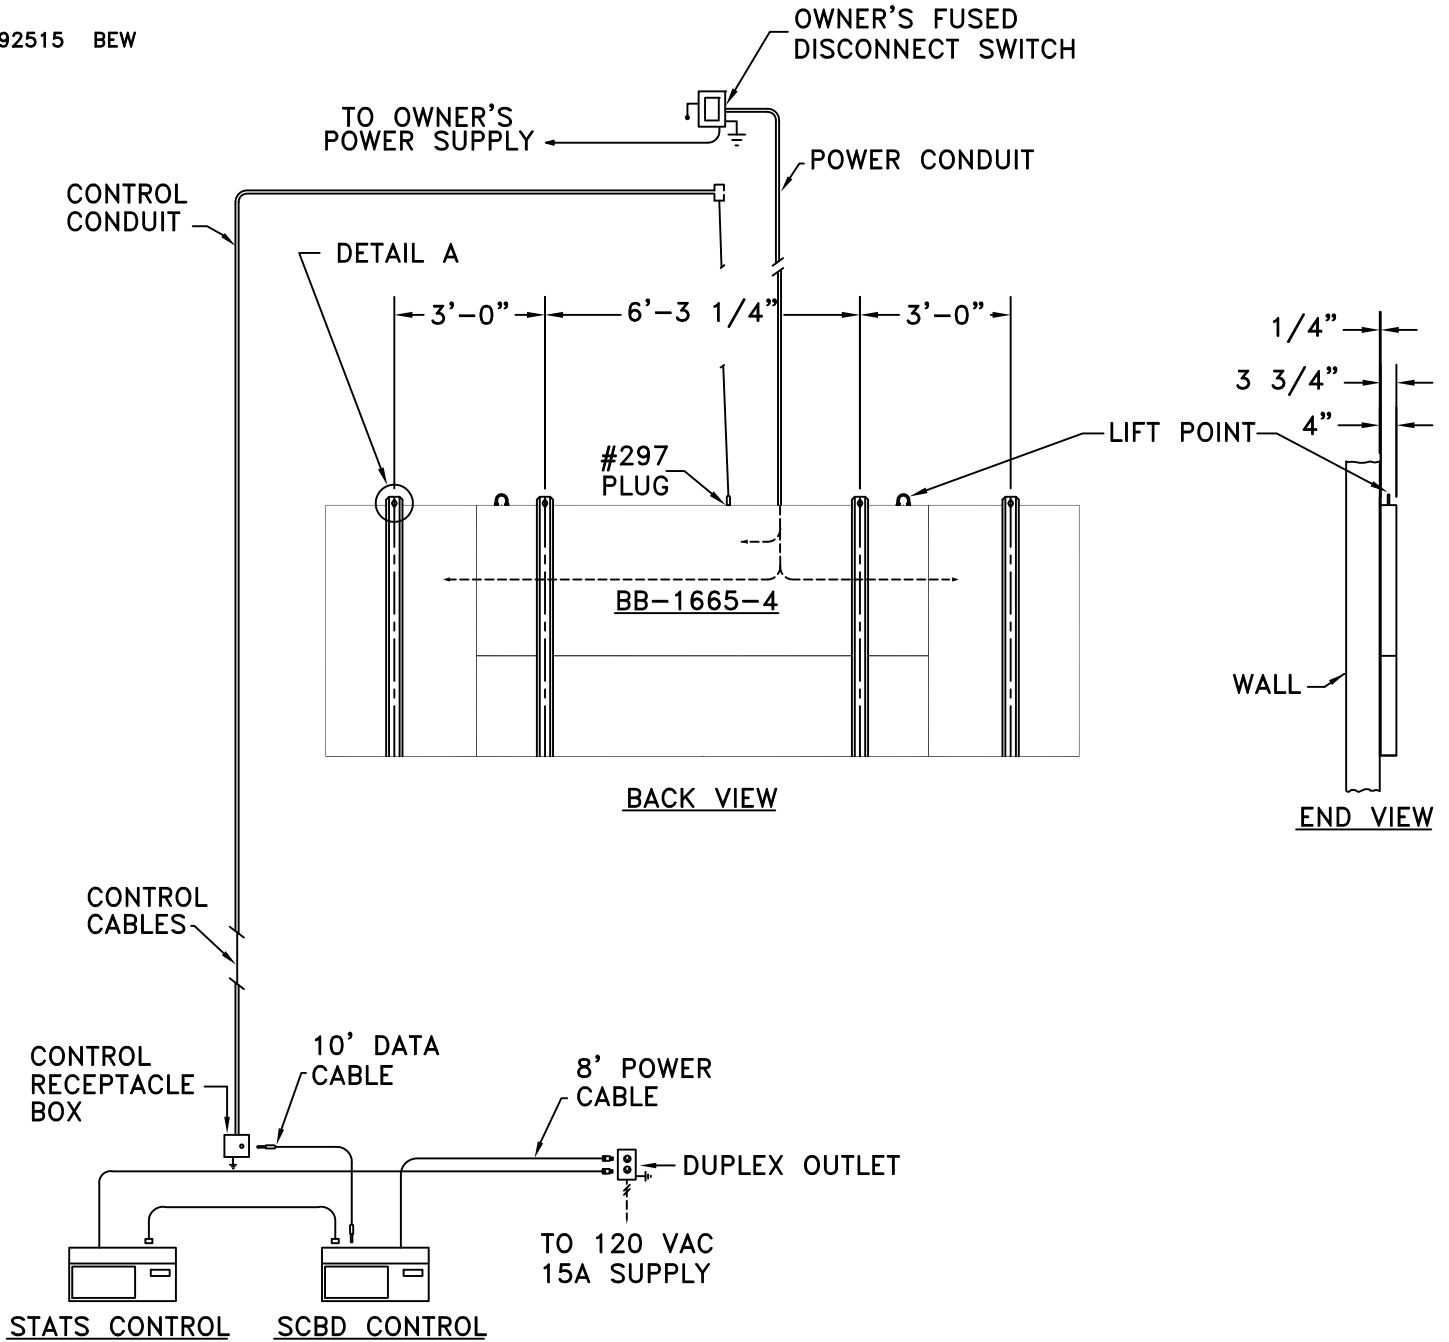 92515 BEW
OWNER'S FUSED
DISCONNECT SWITCH
TO OWNER'S
POWER SUPPLY
POWER CONDUIT
CONTROL
CONDUIT
DETAIL A
3'-0"
6'-3 1/4"
3'-0"
1/4"
3 3/4"
4"
LIFT POINT
#297
PLUG
BB-1665-4
WALL
BACK VIEW
END VIEW
CONTROL
CABLES
10' DATA
CABLE
8' POWER
CABLE
CONTROL
RECEPTACLE
BOX
DUPLEX OUTLET
TO 120 VAC
15A SUPPLY
STATS CONTROL
SCBD CONTROL